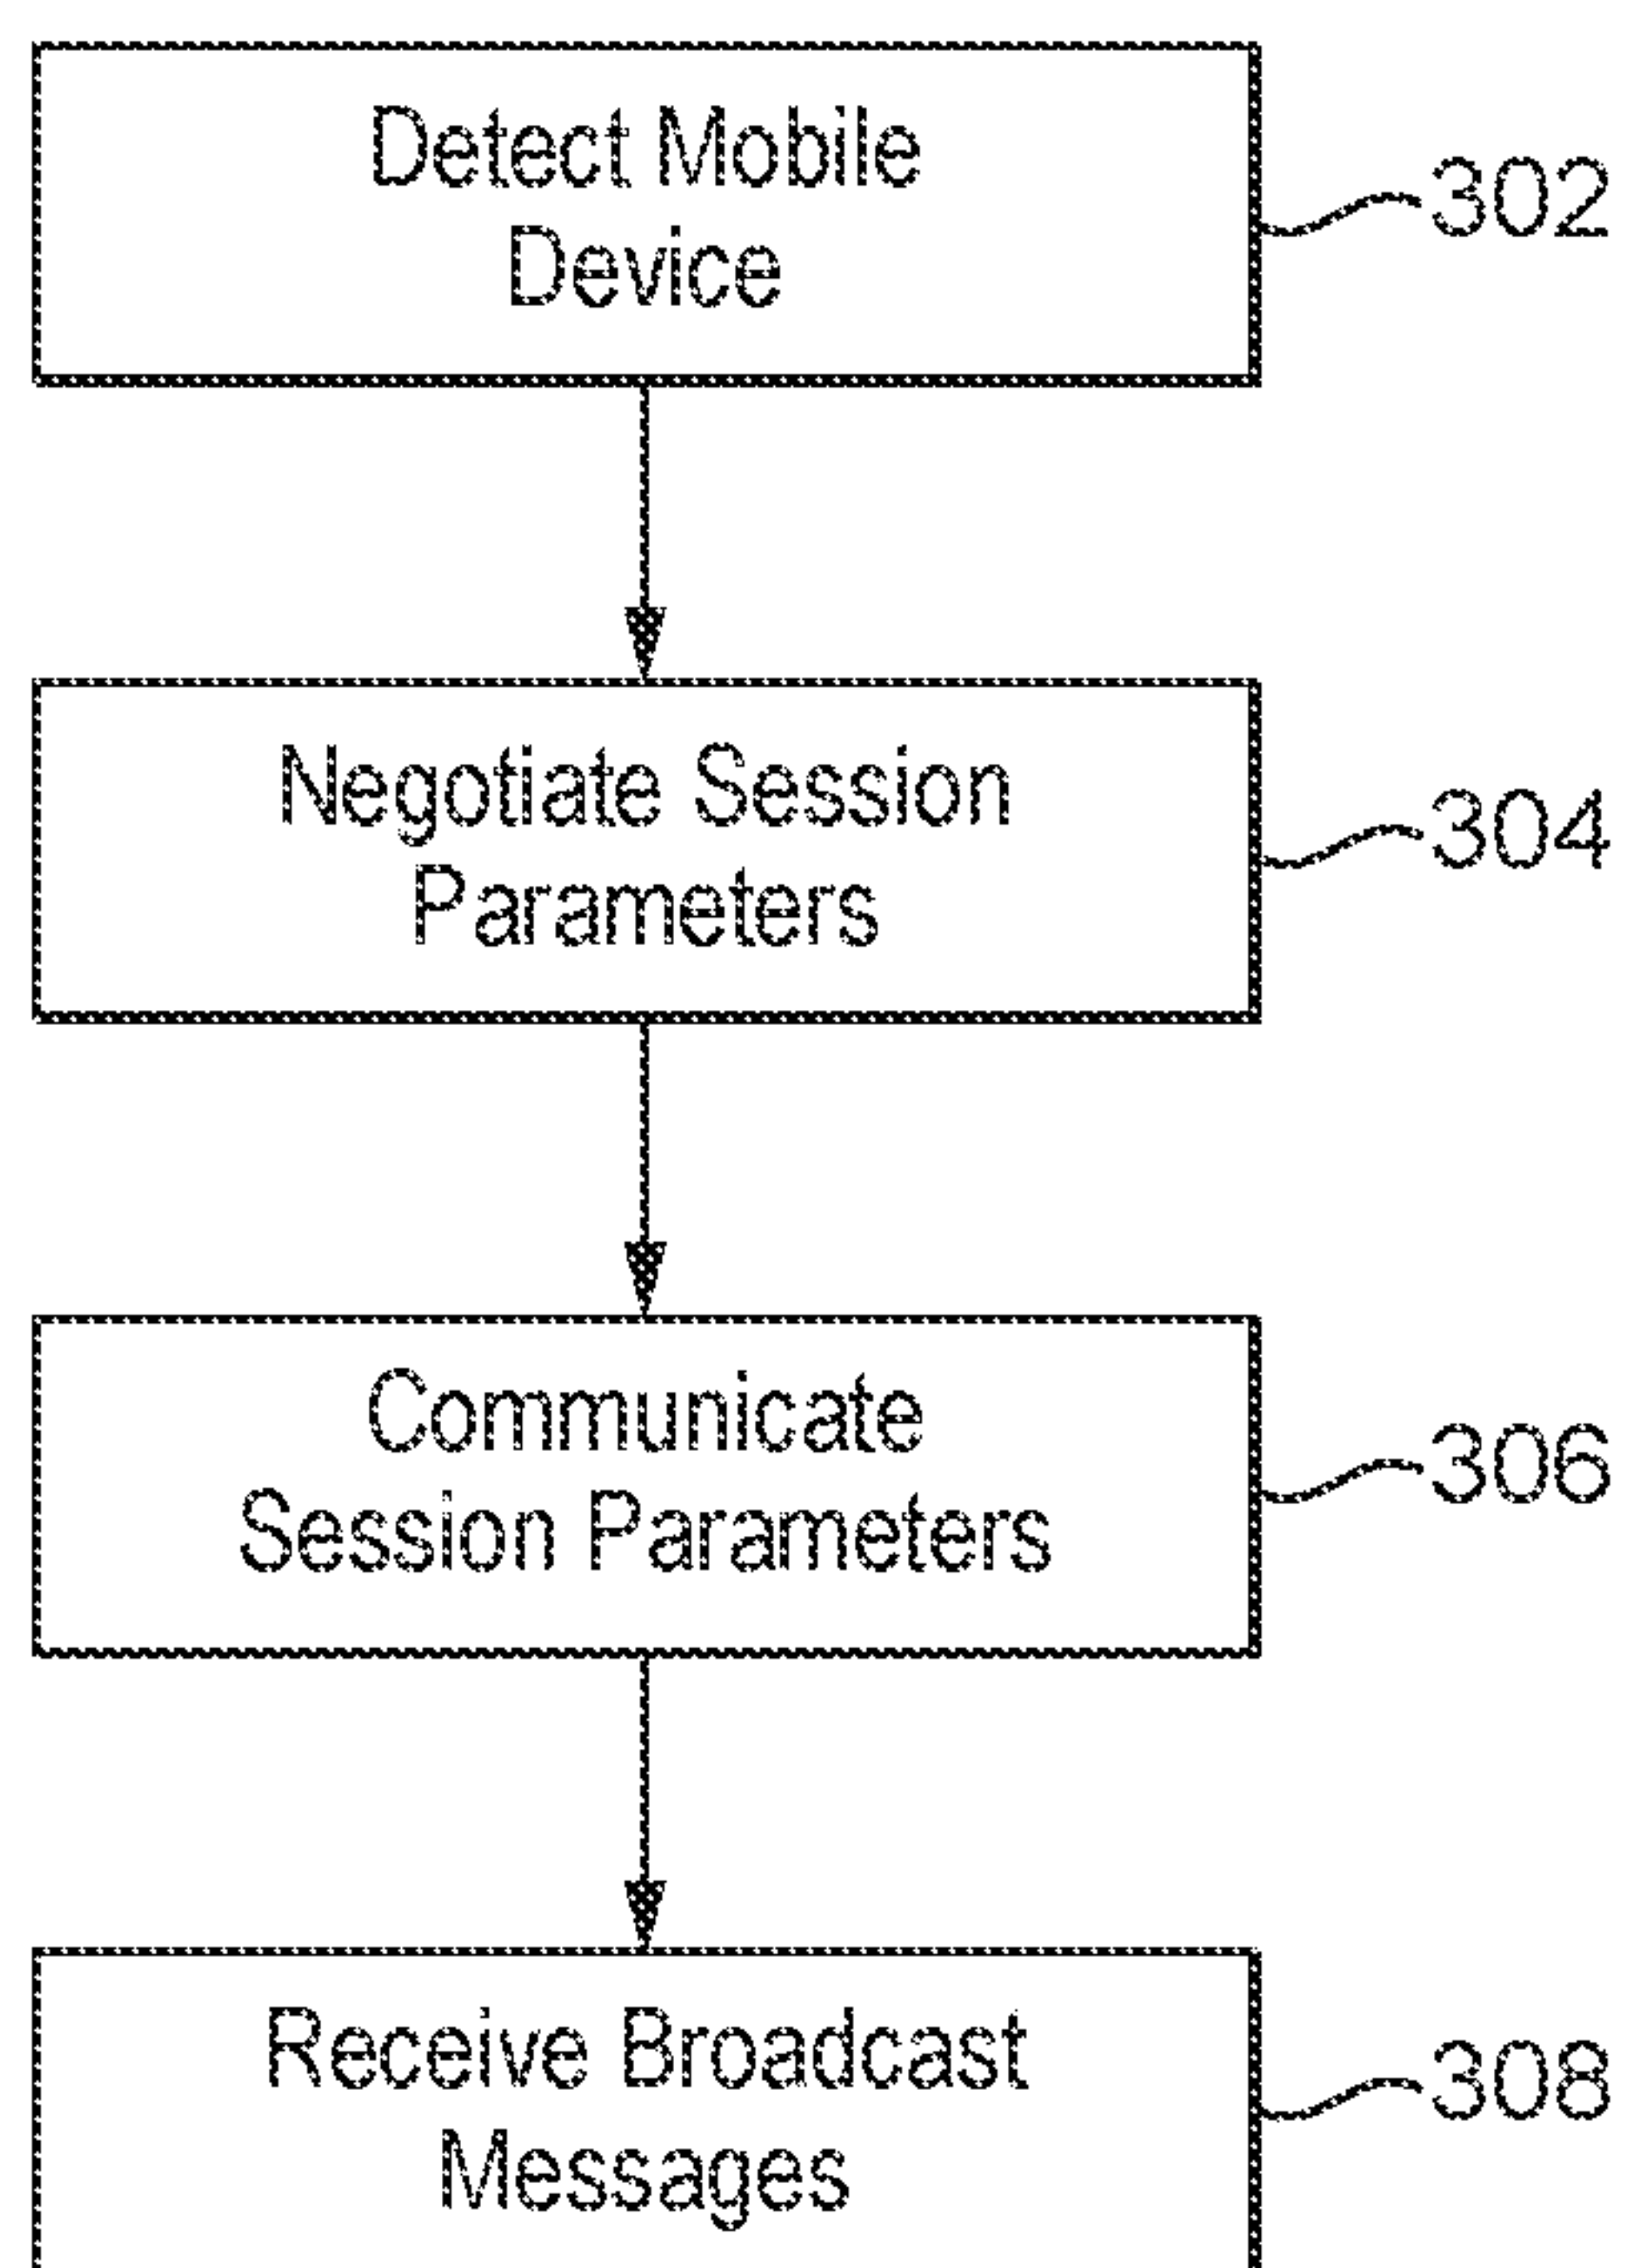 Detect Mobile
Device
302
Negotiate Session
Parameters
304
Communicate
Session Parameters
306
Receive Broadcast
Messages
308